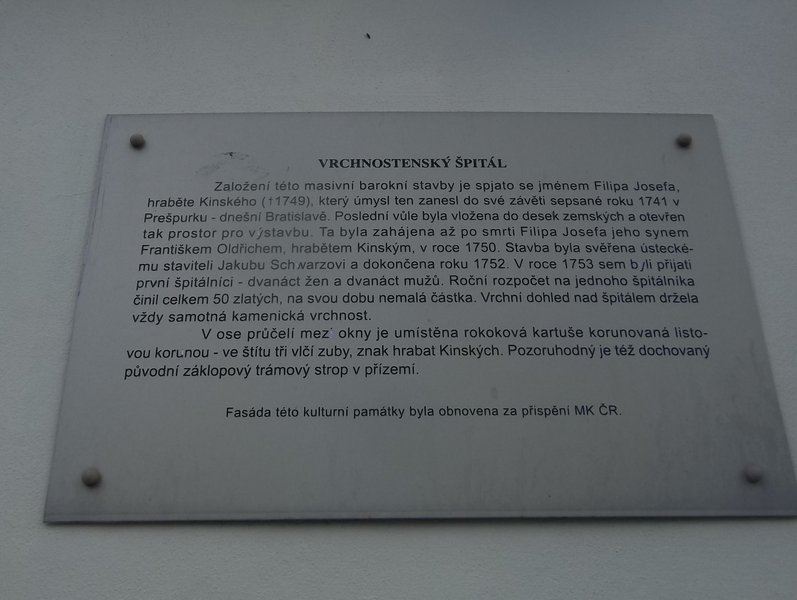 VRCHNOSTENSKÝ ŠPITÁL
Založení této masivní barokní stavby je spjato se jménem Filipa Josefa,
hraběte Kinského (†1749), který úmysl ten zanesl do své závěti sepsané roku 1741 v
Prešpurku - dnešní Bratislavě. Poslední vůle byla vložena do desek zemských a otevřen
tak prostor pro výstavbu. Ta byla zahájena až po smrti Filipa Josefa jeho synem
Františkem Oldřichem, hrabětem Kinským, v roce 1750. Stavba byla svěřena ústecké-
mu staviteli Jakubu Schwarzovi a dokončena roku 1752. V roce 1753 sem byli přijati
první špitálníci - dvanáct žen a dvanáct mužů. Roční rozpočet na jednoho špitálníka
činil celkem 50 zlatých, na svou dobu nemalá částka. Vrchní dohled nad špitálem držela
vždy samotná kamenická vrchnost.
V ose průčelí mezi okny je umístěna rokoková kartuše korunovaná listo-
vou korunou - ve štítu tři vlčí zuby, znak hrabat Kinských. Pozoruhodný je též dochovaný
původní záklopový trámový strop v přízemí.
Fasáda této kulturní památky byla obnovena za přispění MK ČR.